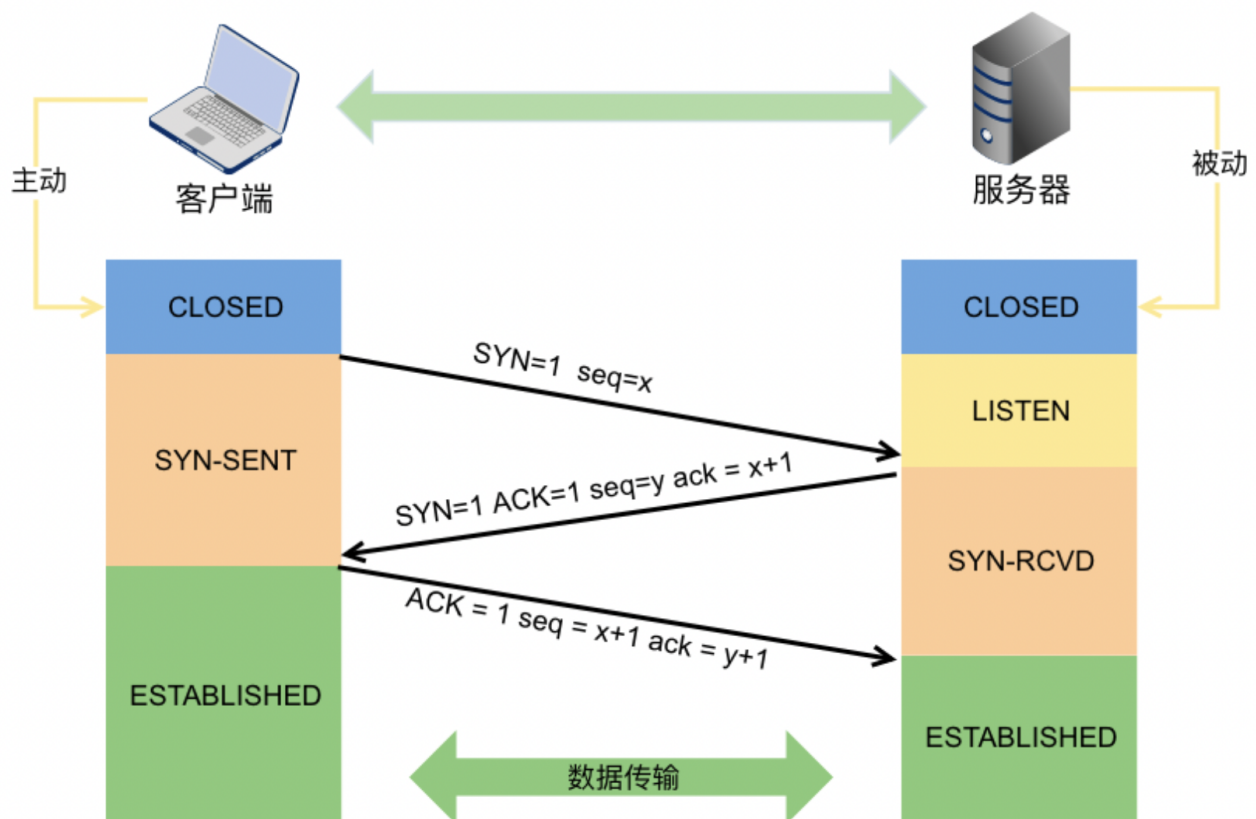 主动
客户端
服务器
被动
CLOSED
CLOSED
SYN=1  seq=x
LISTEN
SYN-SENT
SYN=1 ACK=1 seq=y ack = x+1
SYN-RCVD
ACK = 1 seq = x+1 ack = y+1
ESTABLISHED
ESTABLISHED
数据传输